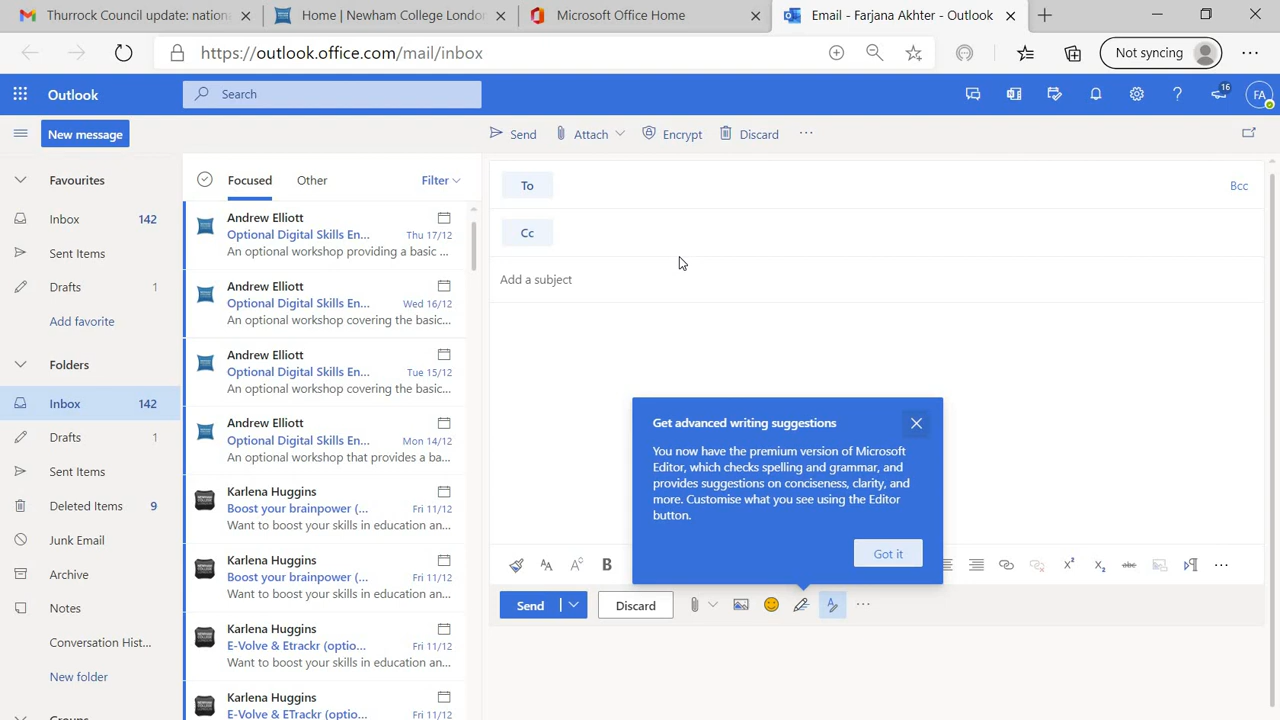 Thurrock Council update: nation
Home | Newham College London
Microsoft Office Home
Email - Farjana Akhter - Outlook
https://outlook.office.com/mail/inbox
Not syncing
Outlook
Search
16
FA
New message
Send
Attach
Encrypt
Discard
Favourites
Inbox 142
Sent Items
Drafts 1
Add favorite
Folders
Inbox 142
Drafts 1
Sent Items
Deleted Items 9
Junk Email
Archive
Notes
Conversation Hist...
New folder
Groups
Focused
Other
Filter
Andrew Elliott
Optional Digital Skills En... Thu 17/12
An optional workshop providing a basic ...
Andrew Elliott
Optional Digital Skills En... Wed 16/12
An optional workshop covering the basic...
Andrew Elliott
Optional Digital Skills En... Tue 15/12
An optional workshop covering the basic...
Andrew Elliott
Optional Digital Skills En... Mon 14/12
An optional workshop that provides a ba...
Karlena Huggins
Boost your brainpower (... Fri 11/12
Want to boost your skills in education an...
Karlena Huggins
Boost your brainpower (... Fri 11/12
Want to boost your skills in education an...
Karlena Huggins
E-Volve & Etrackr (optio... Fri 11/12
Want to boost your skills in education an...
Karlena Huggins
E-Volve & ETrackr (optio... Fri 11/12
To
Bcc
Cc
Add a subject
Get advanced writing suggestions
You now have the premium version of Microsoft
Editor, which checks spelling and grammar, and
provides suggestions on conciseness, clarity, and
more. Customise what you see using the Editor
button.
Got it
B
Send
Discard